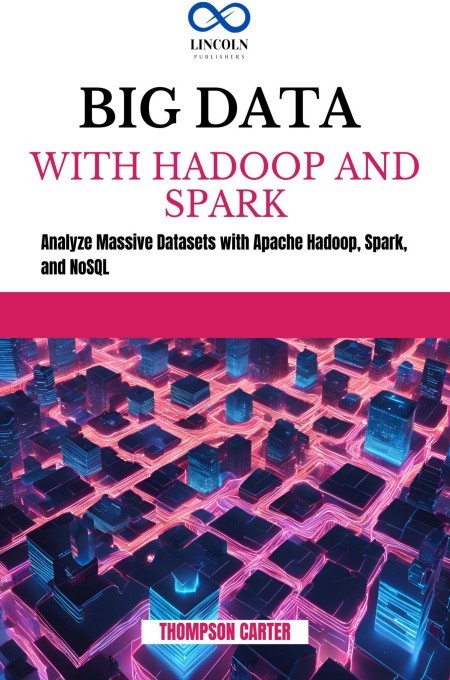 LINCOLN
PUBLISHERS
BIG DATA
WITH HADOOP AND
SPARK
Analyze Massive Datasets with Apache Hadoop, Spark,
and NoSQL
THOMPSON CARTER